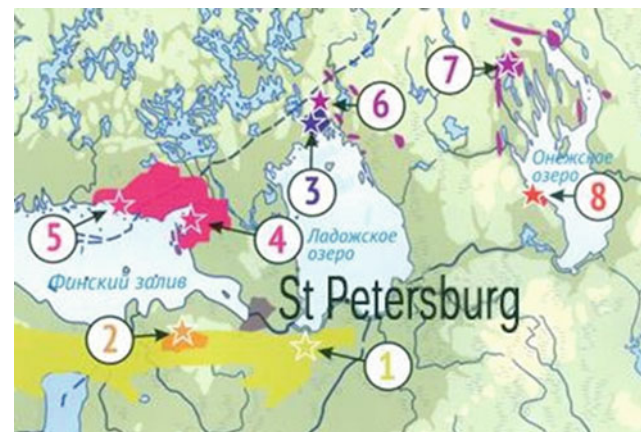 7
6
Онежское
озеро
3
8
5
4
Ладожское
озеро
Финский залив
St Petersburg
2
1